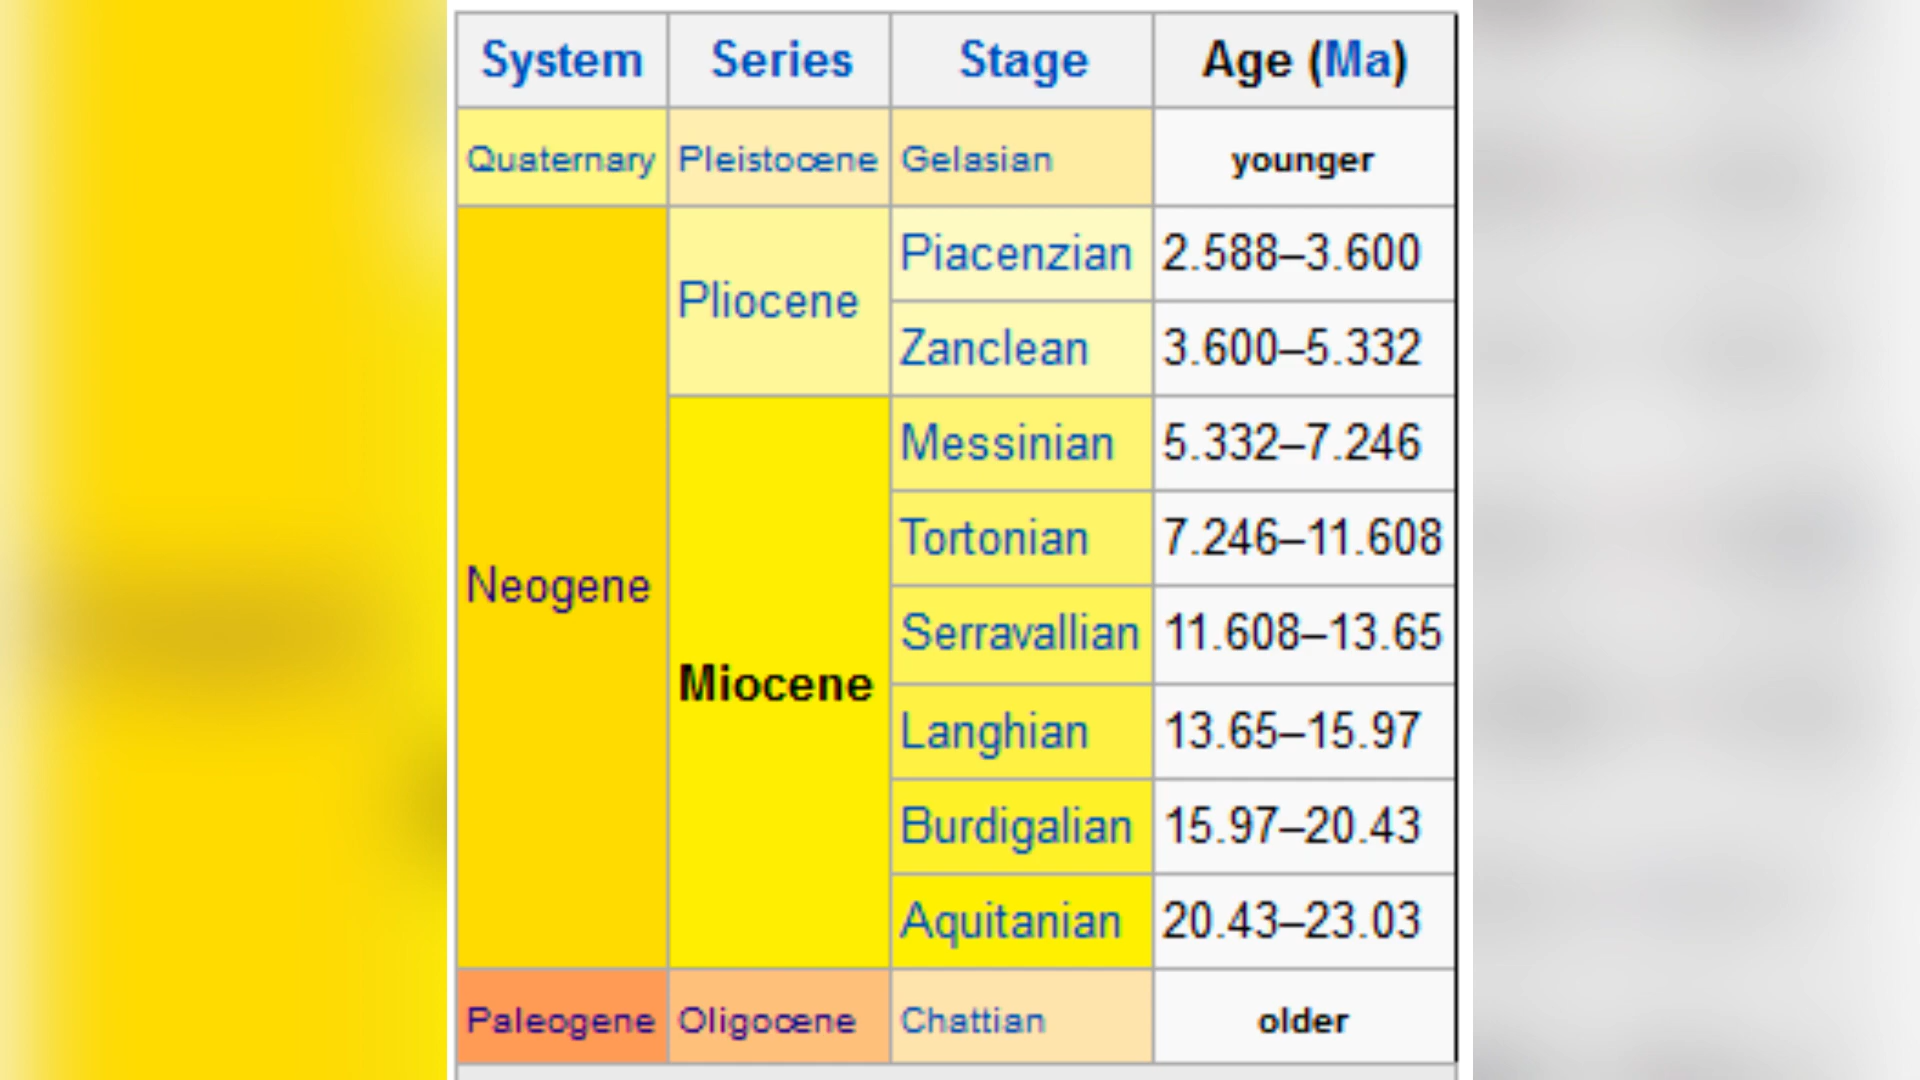 System Series Stage Age (Ma)
Quaternary Pleistocene Gelasian younger
Neogene Pliocene Piacenzian 2.588–3.600
Zanclean 3.600–5.332
Miocene Messinian 5.332–7.246
Tortonian 7.246–11.608
Serravallian 11.608–13.65
Langhian 13.65–15.97
Burdigalian 15.97–20.43
Aquitanian 20.43–23.03
Paleogene Oligocene Chattian older